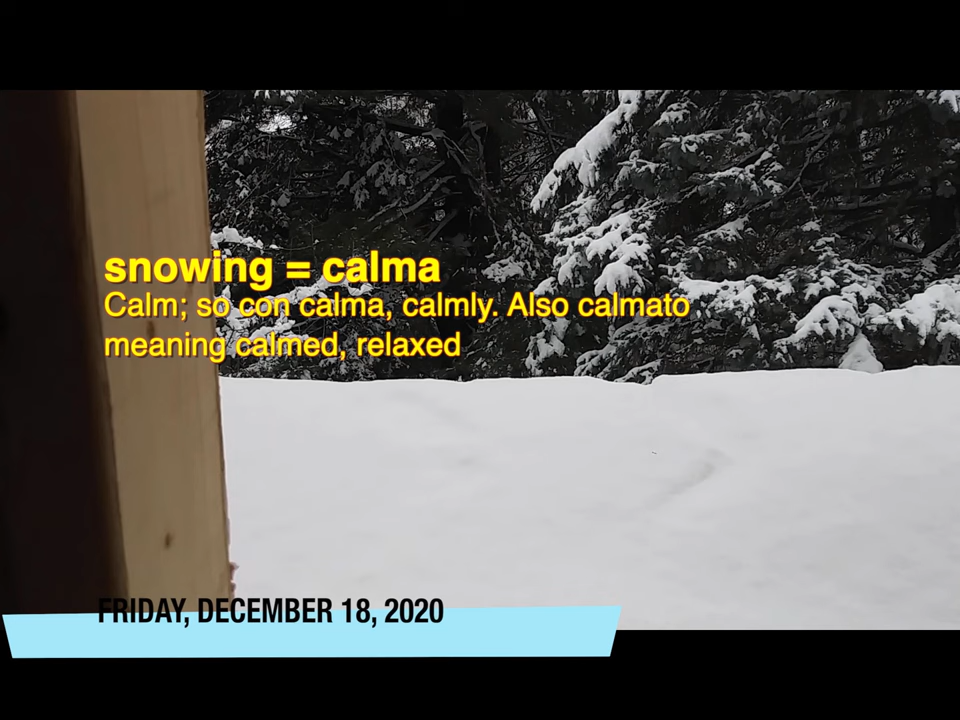 snowing = calma
Calm; so con calma, calmly. Also calmato
meaning calmed, relaxed
FRIDAY, DECEMBER 18, 2020